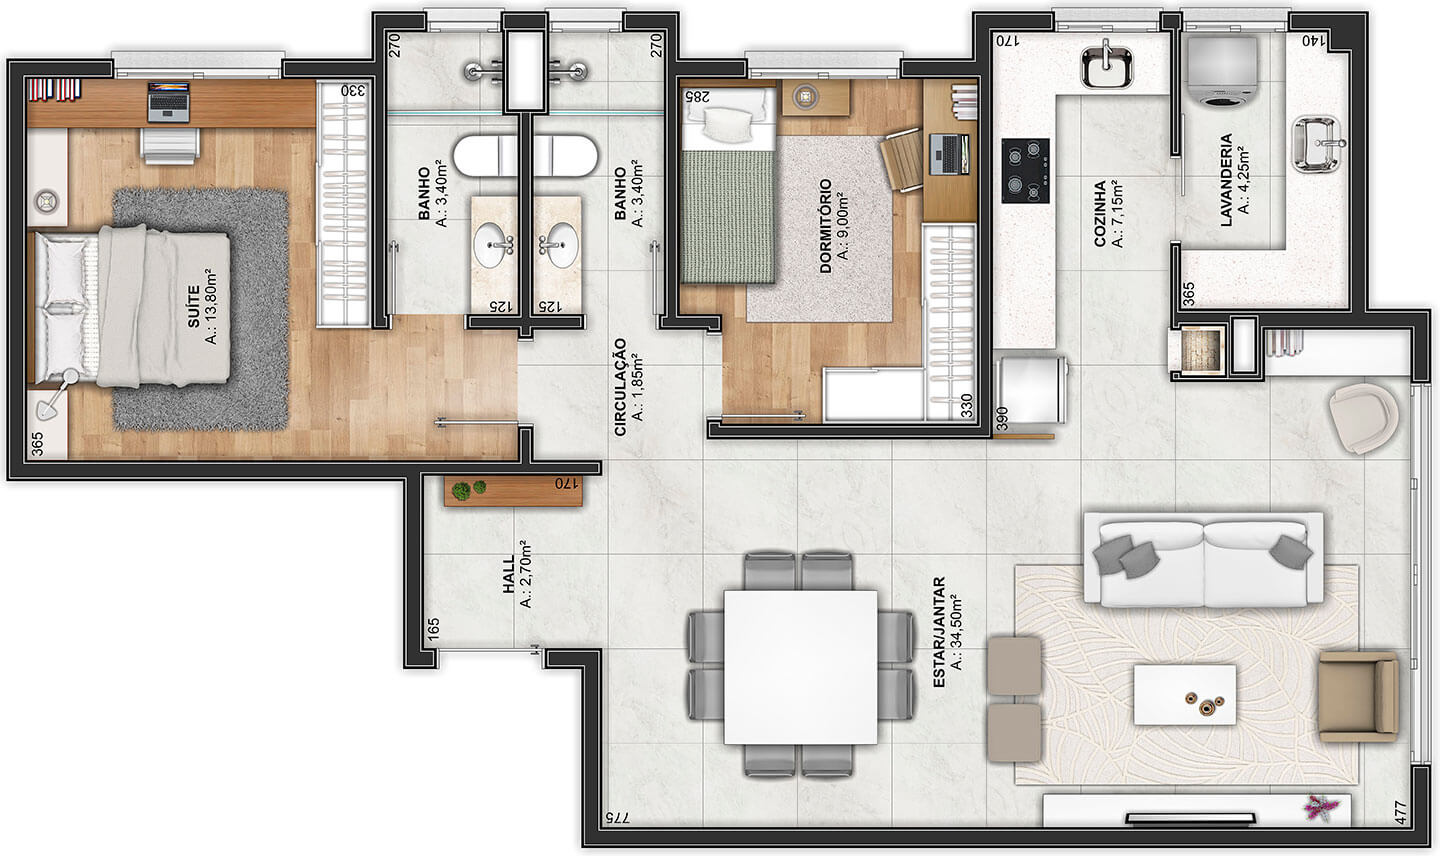 270
270
170
140
330
285
BANHO
A.: 3,40m²
BANHO
A.: 3,40m²
DORMITÓRIO
A.: 9,00m²
COZINHA
A.: 7,15m²
LAVANDERIA
A.: 4,25m²
SUÍTE
A.: 13,80m²
125
125
365
CIRCULAÇÃO
A.: 1,85m²
330
390
365
170
HALL
A.: 2,70m²
165
ESTAR/JANTAR
A.: 34,50m²
775
477